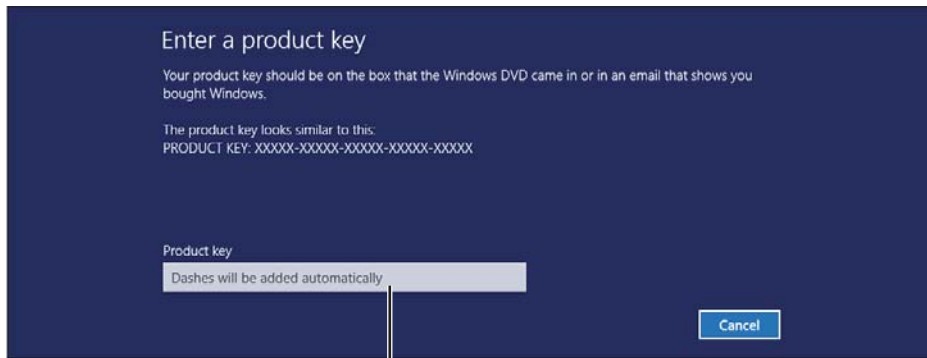 Enter a product key
Your product key should be on the box that the Windows DVD came in or in an email that shows you
bought Windows.
The product key looks similar to this:
PRODUCT KEY: XXXXX-XXXXX-XXXXX-XXXXX-XXXXX
Product key
Dashes will be added automatically
Cancel